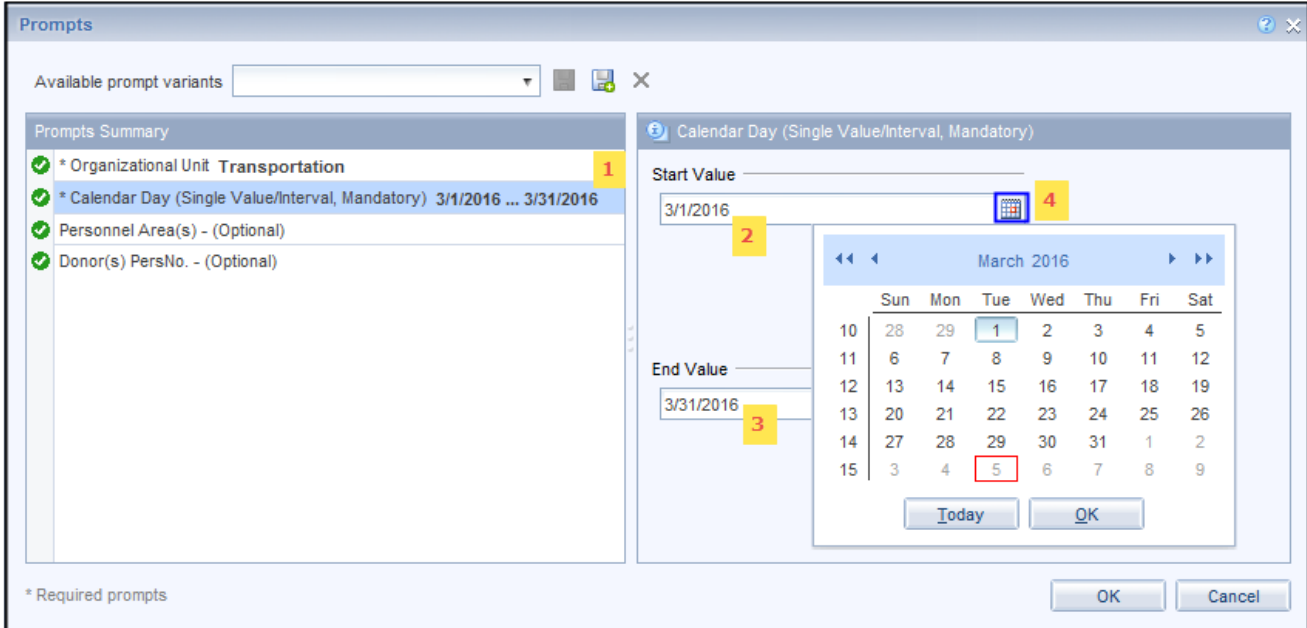 Prompts
Available prompt variants
Prompts Summary
* Organizational Unit Transportation
1
* Calendar Day (Single Value/Interval, Mandatory) 3/1/2016 ... 3/31/2016
Personnel Area(s) - (Optional)
Donor(s) PersNo. - (Optional)
Calendar Day (Single Value/Interval, Mandatory)
Start Value
3/1/2016
2
4
March 2016
Sun Mon Tue Wed Thu Fri Sat
10 28 29 1 2 3 4 5
11 6 7 8 9 10 11 12
12 13 14 15 16 17 18 19
13 20 21 22 23 24 25 26
14 27 28 29 30 31 1 2
15 3 4 5 6 7 8 9
Today OK
End Value
3/31/2016
3
* Required prompts
OK Cancel